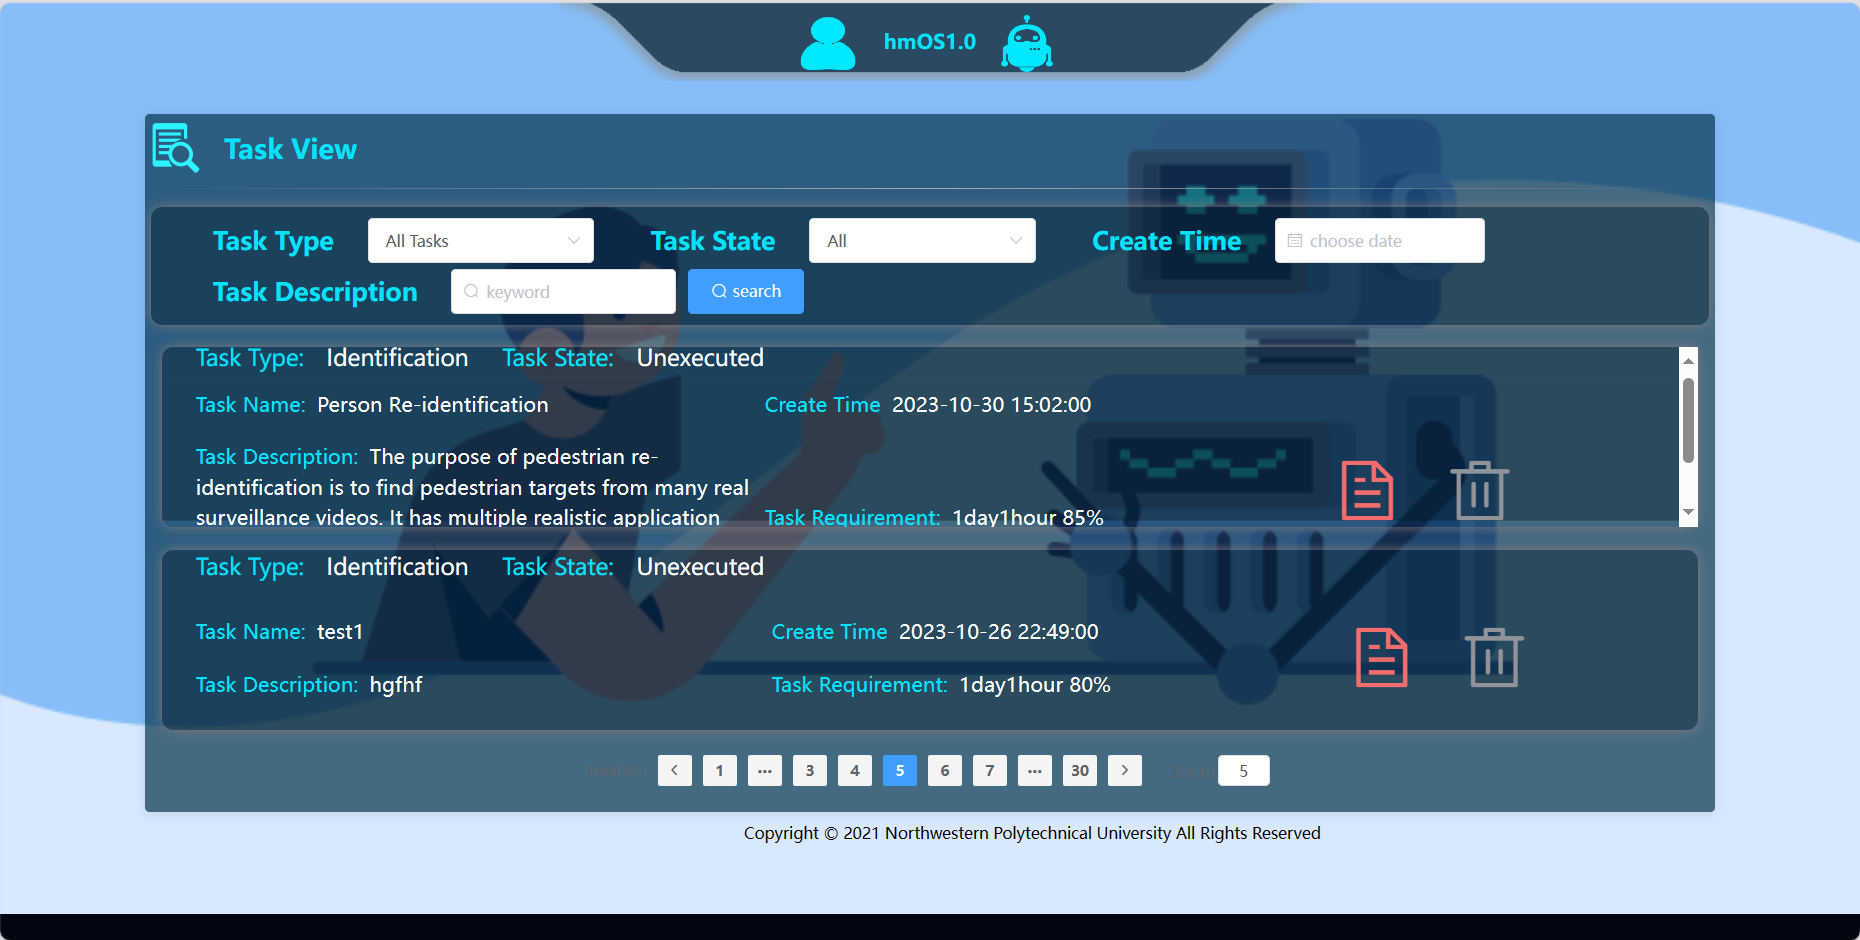 hmOS1.0
Task View
Task Type All Tasks Task State All Create Time choose date
Task Description keyword search
Task Type: Identification Task State: Unexecuted
Task Name: Person Re-identification Create Time 2023-10-30 15:02:00
Task Description: The purpose of pedestrian re-
identification is to find pedestrian targets from many real
surveillance videos. It has multiple realistic application
Task Requirement: 1day1hour 85%
Task Type: Identification Task State: Unexecuted
Task Name: test1 Create Time 2023-10-26 22:49:00
Task Description: hgfhf Task Requirement: 1day1hour 80%
1 ... 3 4 5 6 7 ... 30 Go to 5
Copyright © 2021 Northwestern Polytechnical University All Rights Reserved